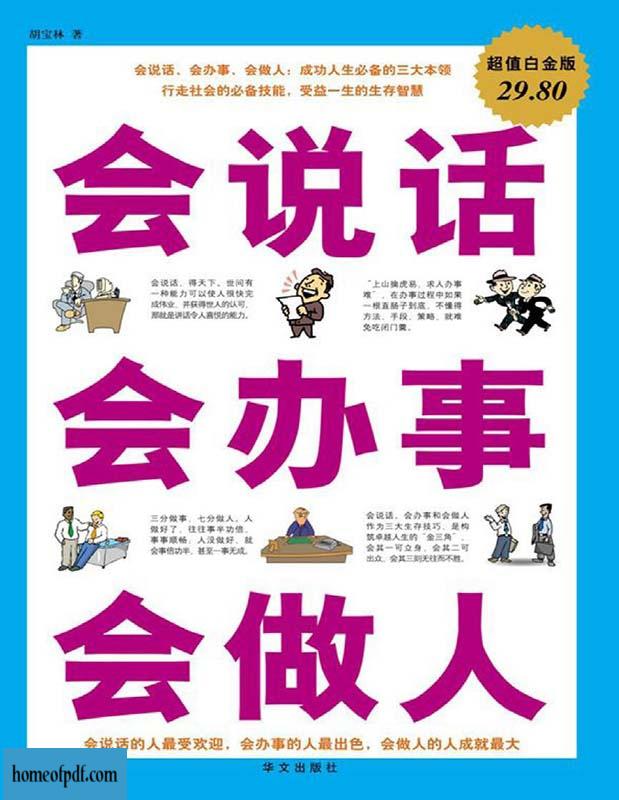 胡宝林 著
会说话、会办事、会做人：成功人生必备的三大本领
行走社会的必备技能，受益一生的生存智慧
超值白金版
29.80
会说话
会说话，得天下。世间有
一种能力可以使人很快完
成伟业，并获得世人的认可，
那就是讲话令人喜悦的能力。
“上山擒虎易，求人办事
难”，在办事过程中如果
一根直肠子到底，不懂得
方法、手段、策略，就难
免吃闭门羹。
会办事
三分做事，七分做人。人
做好了，往往事半功倍，
事事顺畅，人没做好，就
会事倍功半，甚至一事无成。
会说话，会办事和会做人
作为三大生存技巧，是构
筑卓越人生的“金三角”，
会其一可立身，会其二可
出众，会其三则无往而不胜。
会做人
会说话的人最受欢迎，会办事的人最出色，会做人的人成就最大
华文出版社
homeofpdf.com